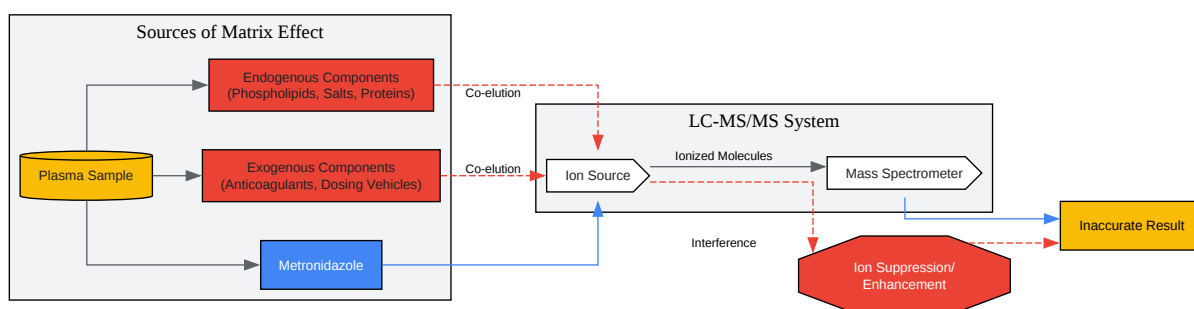 Sources of Matrix Effect
Endogenous Components
(Phospholipids, Salts, Proteins)
Co-elution
LC-MS/MS System
Plasma Sample
Exogenous Components
(Anticoagulants, Dosing Vehicles)
Co-elution
Ion Source
Ionized Molecules
Mass Spectrometer
Metronidazole
Interference
Ion Suppression/
Enhancement
Inaccurate Result